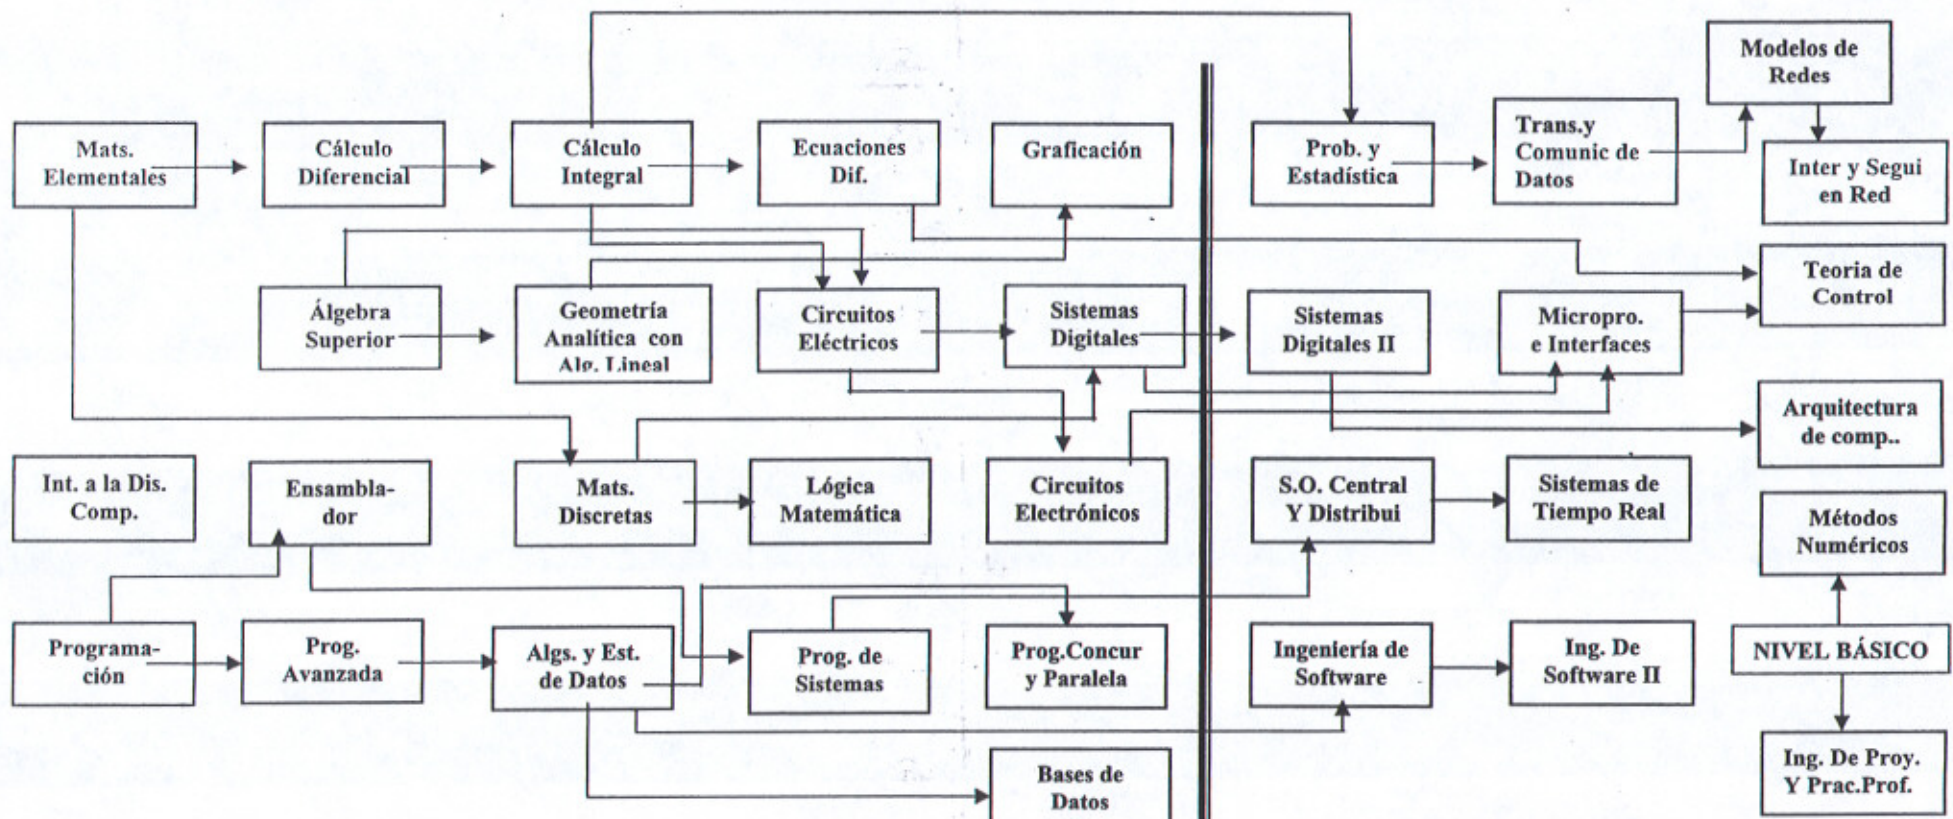 Modelos de
Redes
Mats.
Elementales
Cálculo
Diferencial
Cálculo
Integral
Ecuaciones
Dif.
Graficación
Prob. y
Estadística
Trans.y
Comunic de
Datos
Inter y Segui
en Red
Álgebra
Superior
Geometría
Analítica con
Alg. Lineal
Circuitos
Eléctricos
Sistemas
Digitales
Sistemas
Digitales II
Micropro.
e Interfaces
Teoria de
Control
Arquitectura
de comp..
Int. a la Dis.
Comp.
Ensambla-
dor
Mats.
Discretas
Lógica
Matemática
Circuitos
Electrónicos
S.O. Central
Y Distribui
Sistemas de
Tiempo Real
Métodos
Numéricos
Programa-
ción
Prog.
Avanzada
Algs. y Est.
de Datos
Prog. de
Sistemas
Prog.Concur
y Paralela
Ingeniería de
Software
Ing. De
Software II
NIVEL BÁSICO
Bases de
Datos
Ing. De Proy.
Y Prac.Prof.